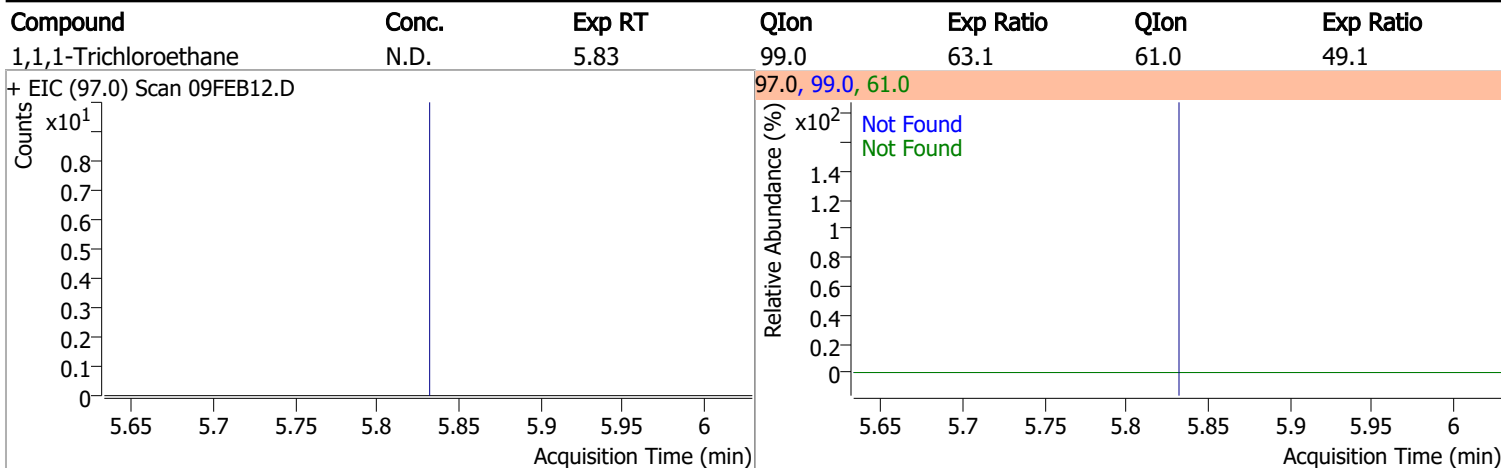 Compound Conc. Exp RT QIon Exp Ratio QIon Exp Ratio
1,1,1-Trichloroethane N.D. 5.83 99.0 63.1 61.0 49.1
+ EIC (97.0) Scan 09FEB12.D
Counts
x10¹
0.8
0.7
0.6
0.5
0.4
0.3
0.2
0.1
0
5.65 5.7 5.75 5.8 5.85 5.9 5.95 6
Acquisition Time (min)
97.0, 99.0, 61.0
Relative Abundance (%)
x10²
Not Found
Not Found
1.4
1.2
1
0.8
0.6
0.4
0.2
0
5.65 5.7 5.75 5.8 5.85 5.9 5.95 6
Acquisition Time (min)